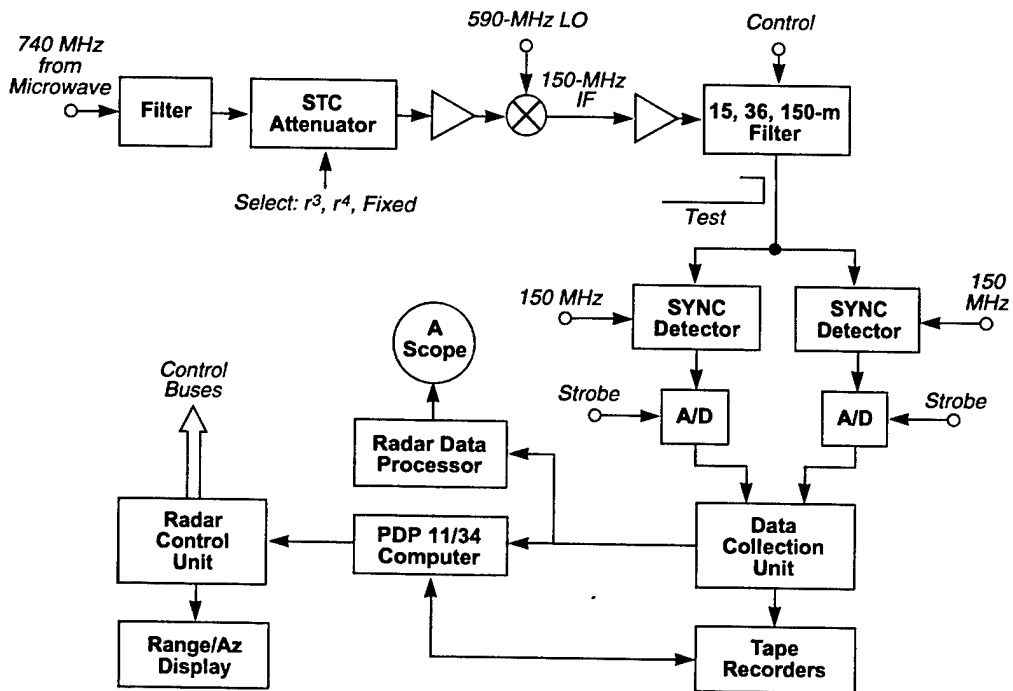 590-MHz LO
Control
740 MHz
from
Microwave
150-MHz
IF
Filter
STC
Attenuator
15, 36, 150-m
Filter
Select: r³, r⁴, Fixed
Test
150 MHz
SYNC
Detector
SYNC
Detector
150
MHz
A
Scope
Control
Buses
Strobe
A/D
A/D
Strobe
Radar Data
Processor
Radar
Control
Unit
PDP 11/34
Computer
Data
Collection
Unit
Range/Az
Display
Tape
Recorders